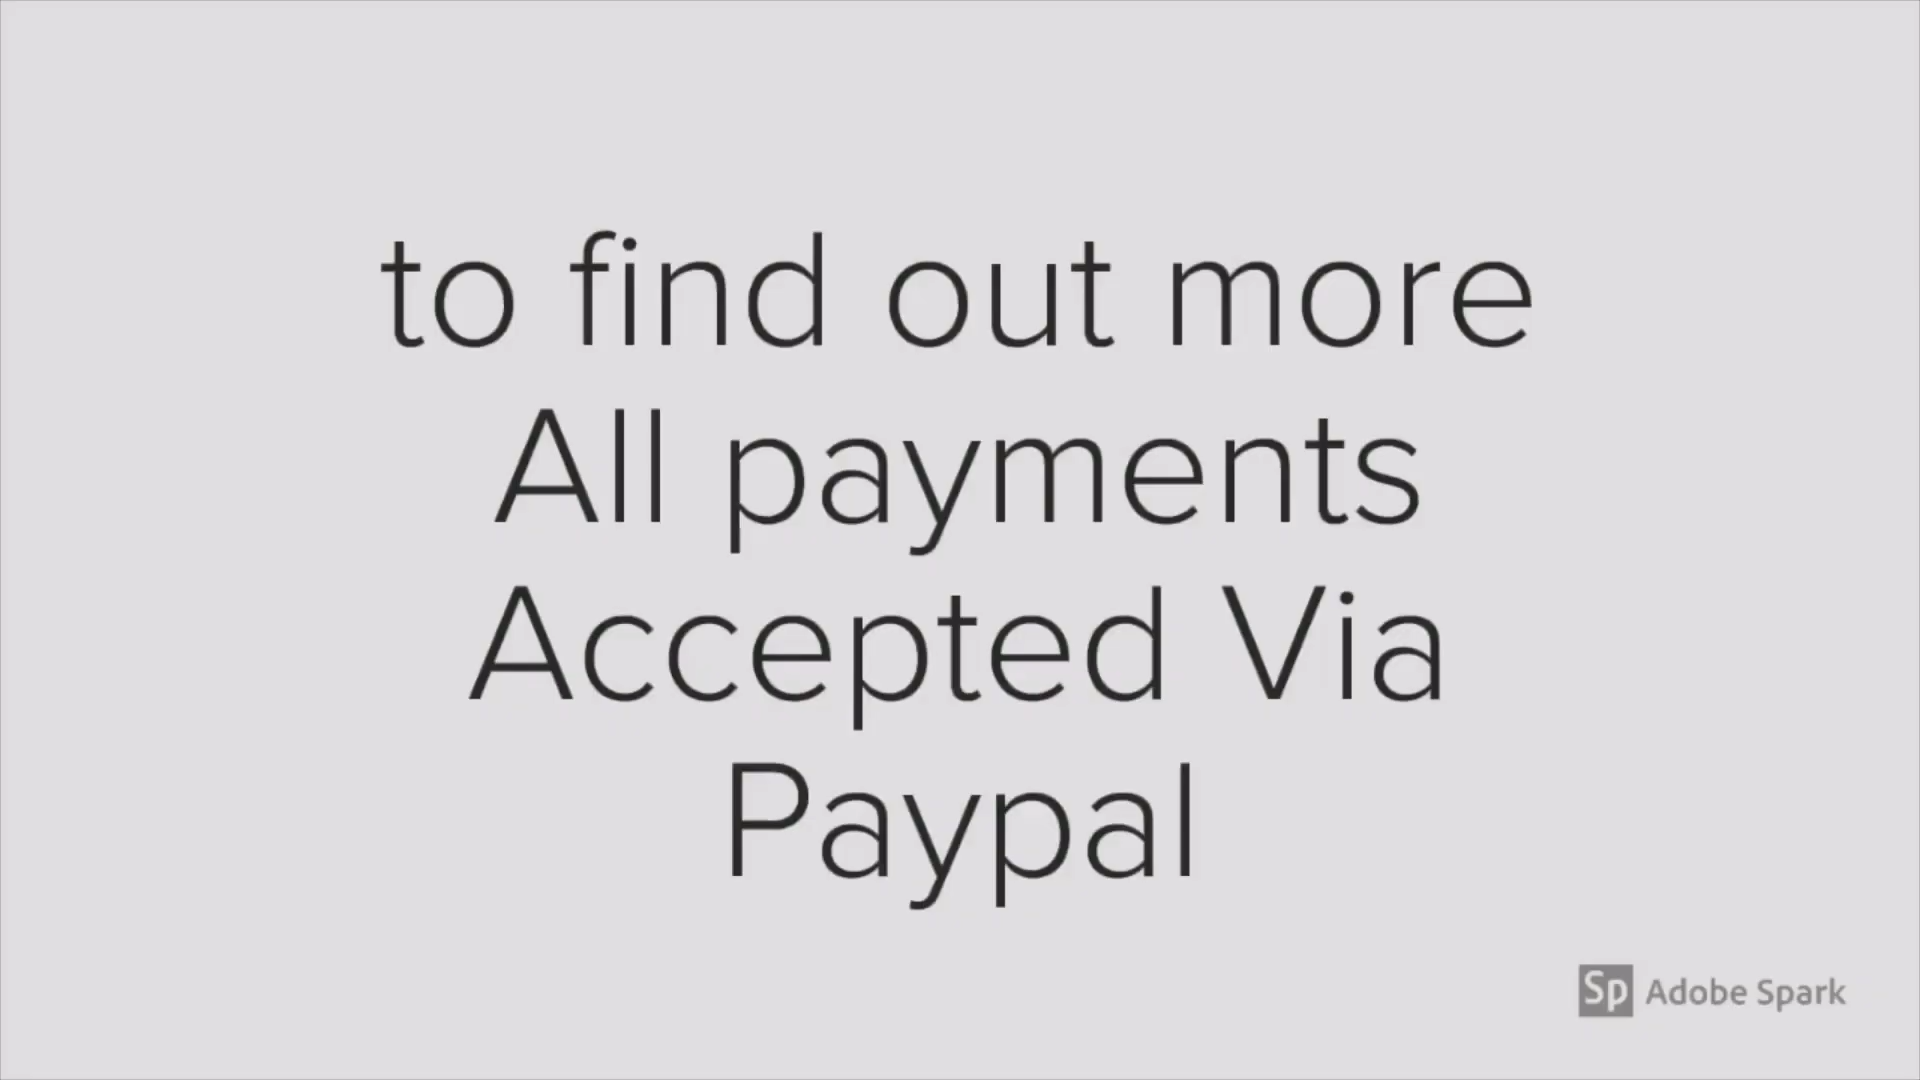 to find out more
All payments
Accepted Via
Paypal
Sp Adobe Spark